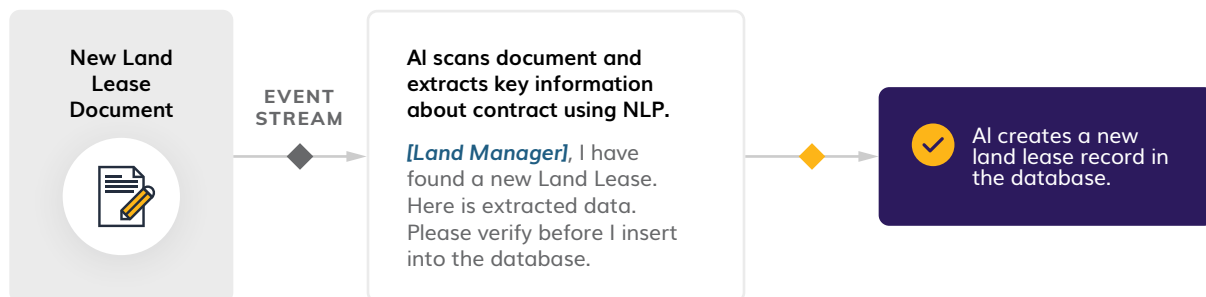 New Land
Lease
Document
EVENT
STREAM
AI scans document and
extracts key information
about contract using NLP.
[Land Manager], I have
found a new Land Lease.
Here is extracted data.
Please verify before I insert
into the database.
AI creates a new
land lease record in
the database.